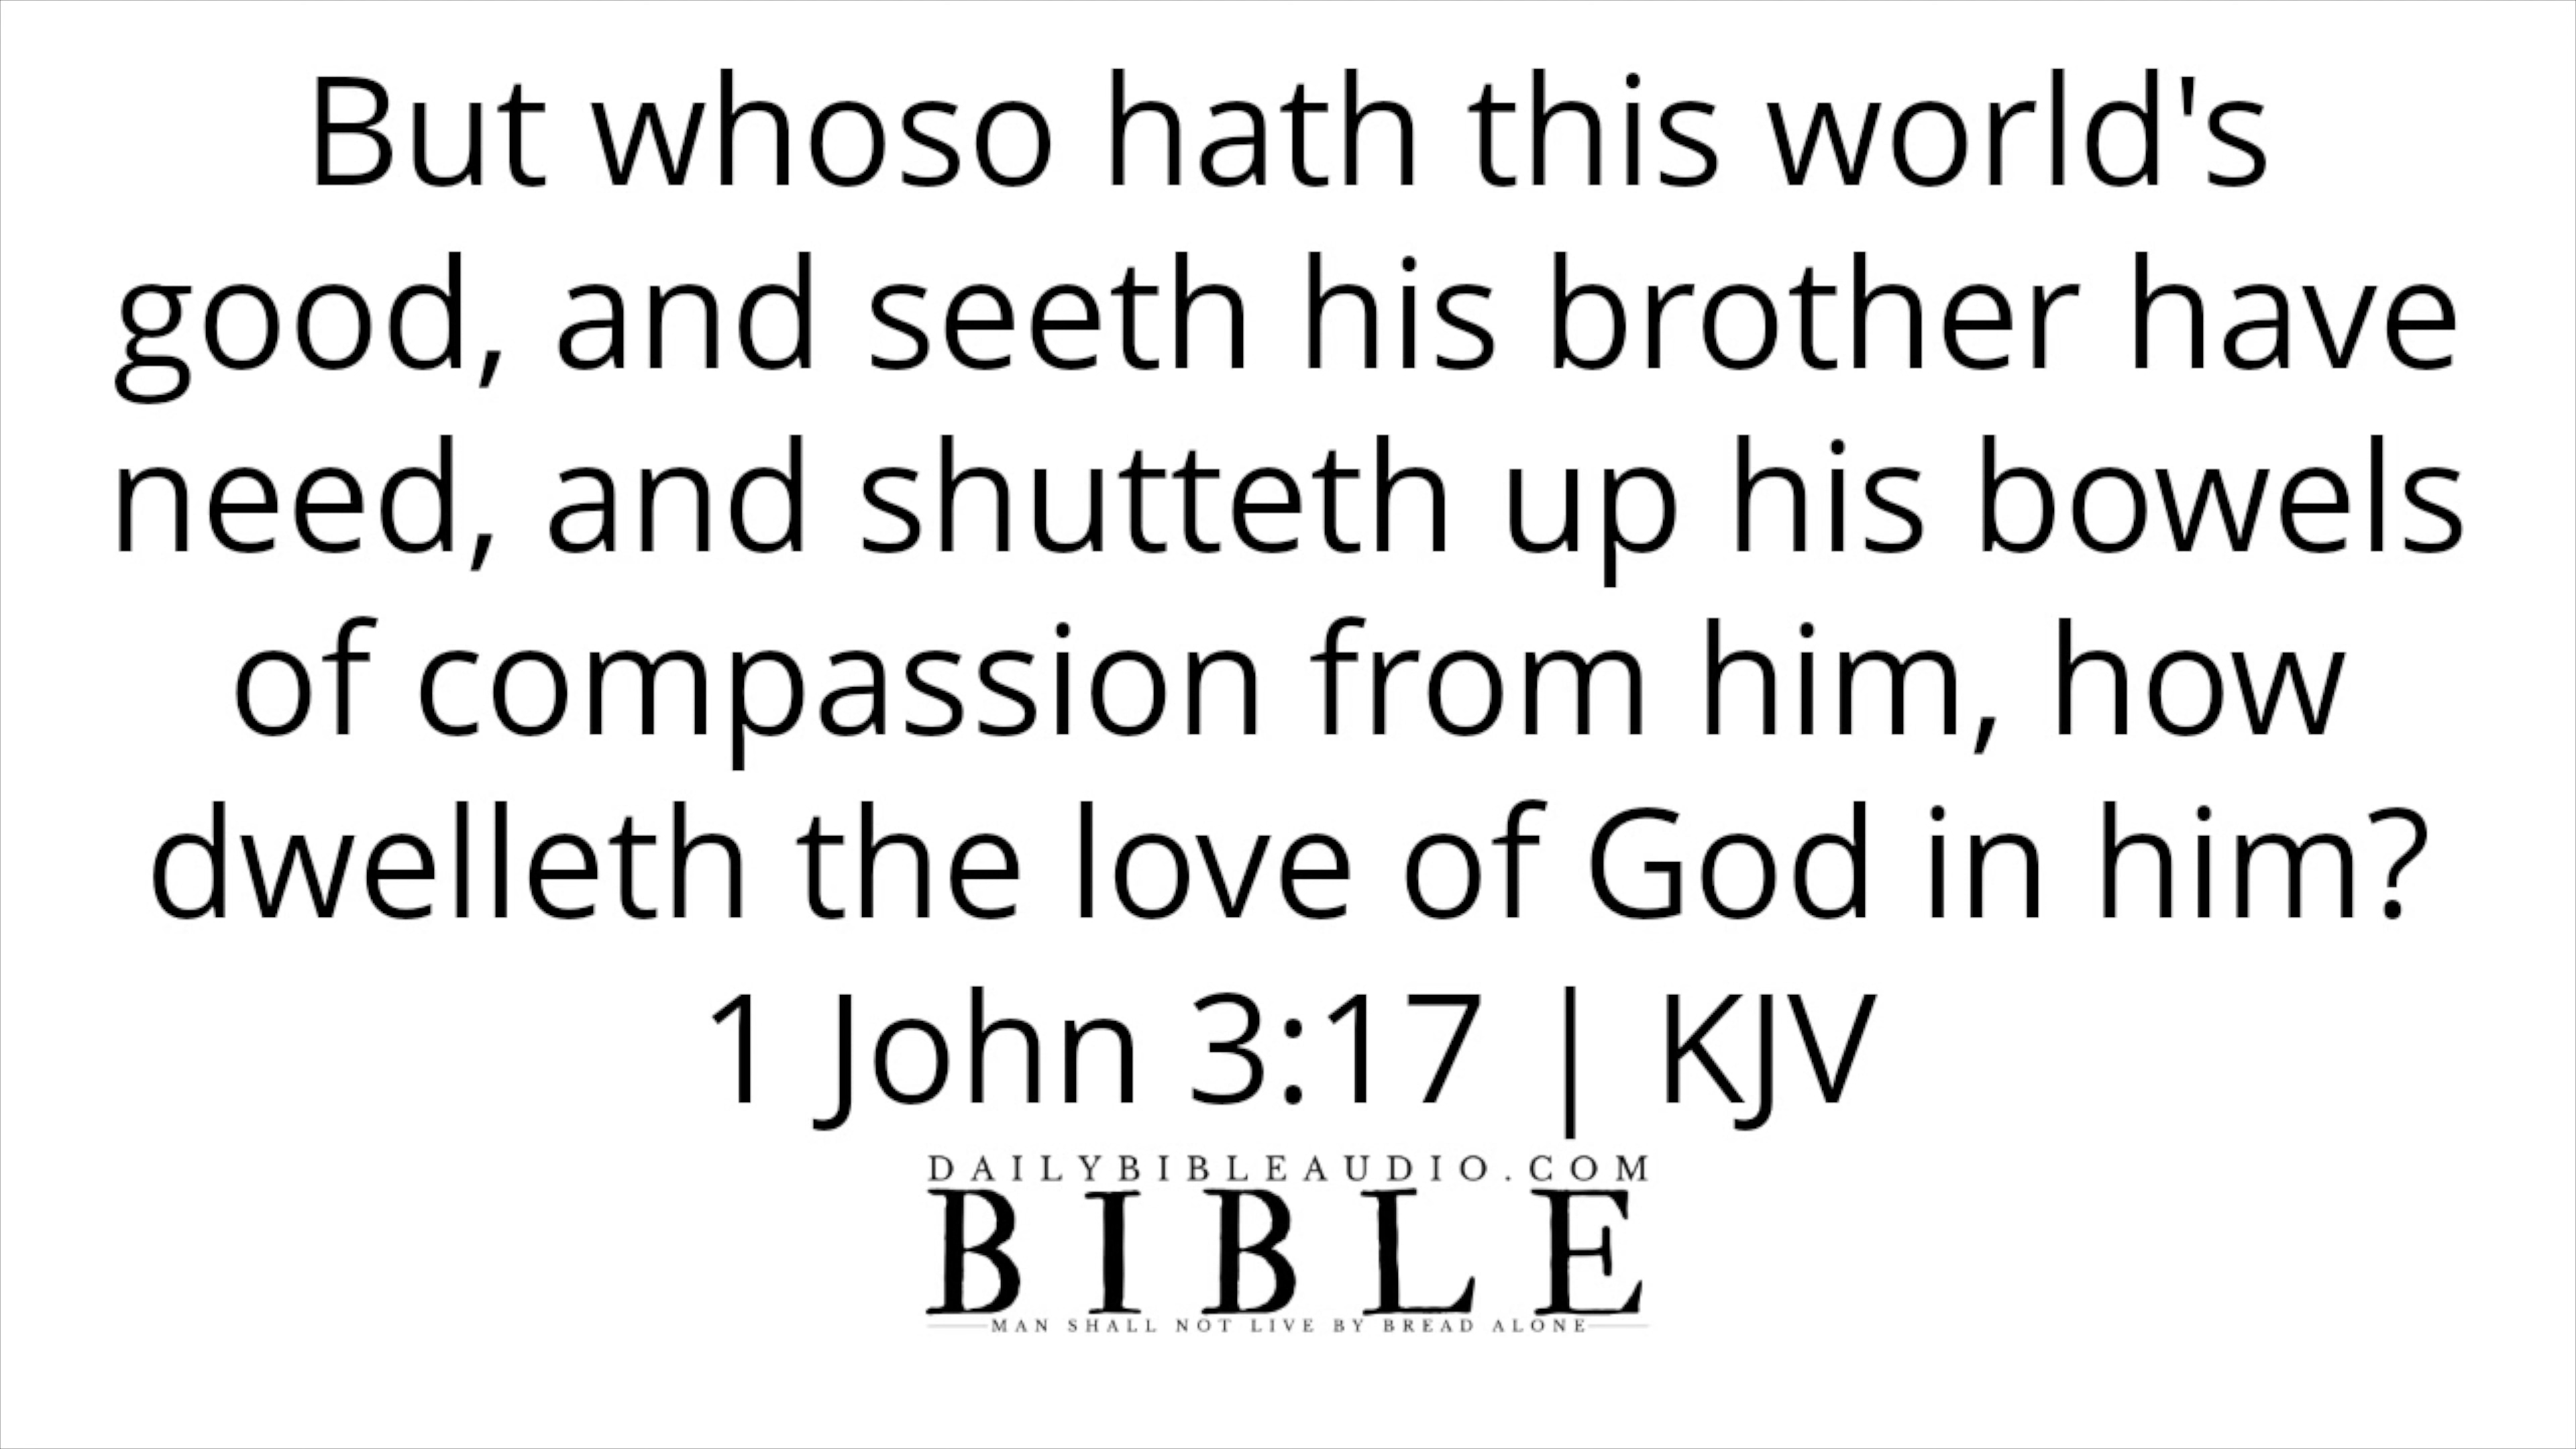 But whoso hath this world's
good, and seeth his brother have
need, and shutteth up his bowels
of compassion from him, how
dwelleth the love of God in him?
1 John 3:17 | KJV
DAILYBIBLEAUDIO.COM
BIBLE
MAN SHALL NOT LIVE BY BREAD ALONE